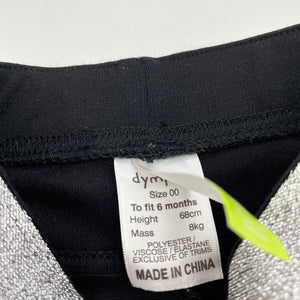 Size 00
To fit 6 months
Height 68cm
Mass 8kg
POLYESTER /
VISCOSE / ELASTANE
EXCLUSIVE OF TRIMS
MADE IN CHINA